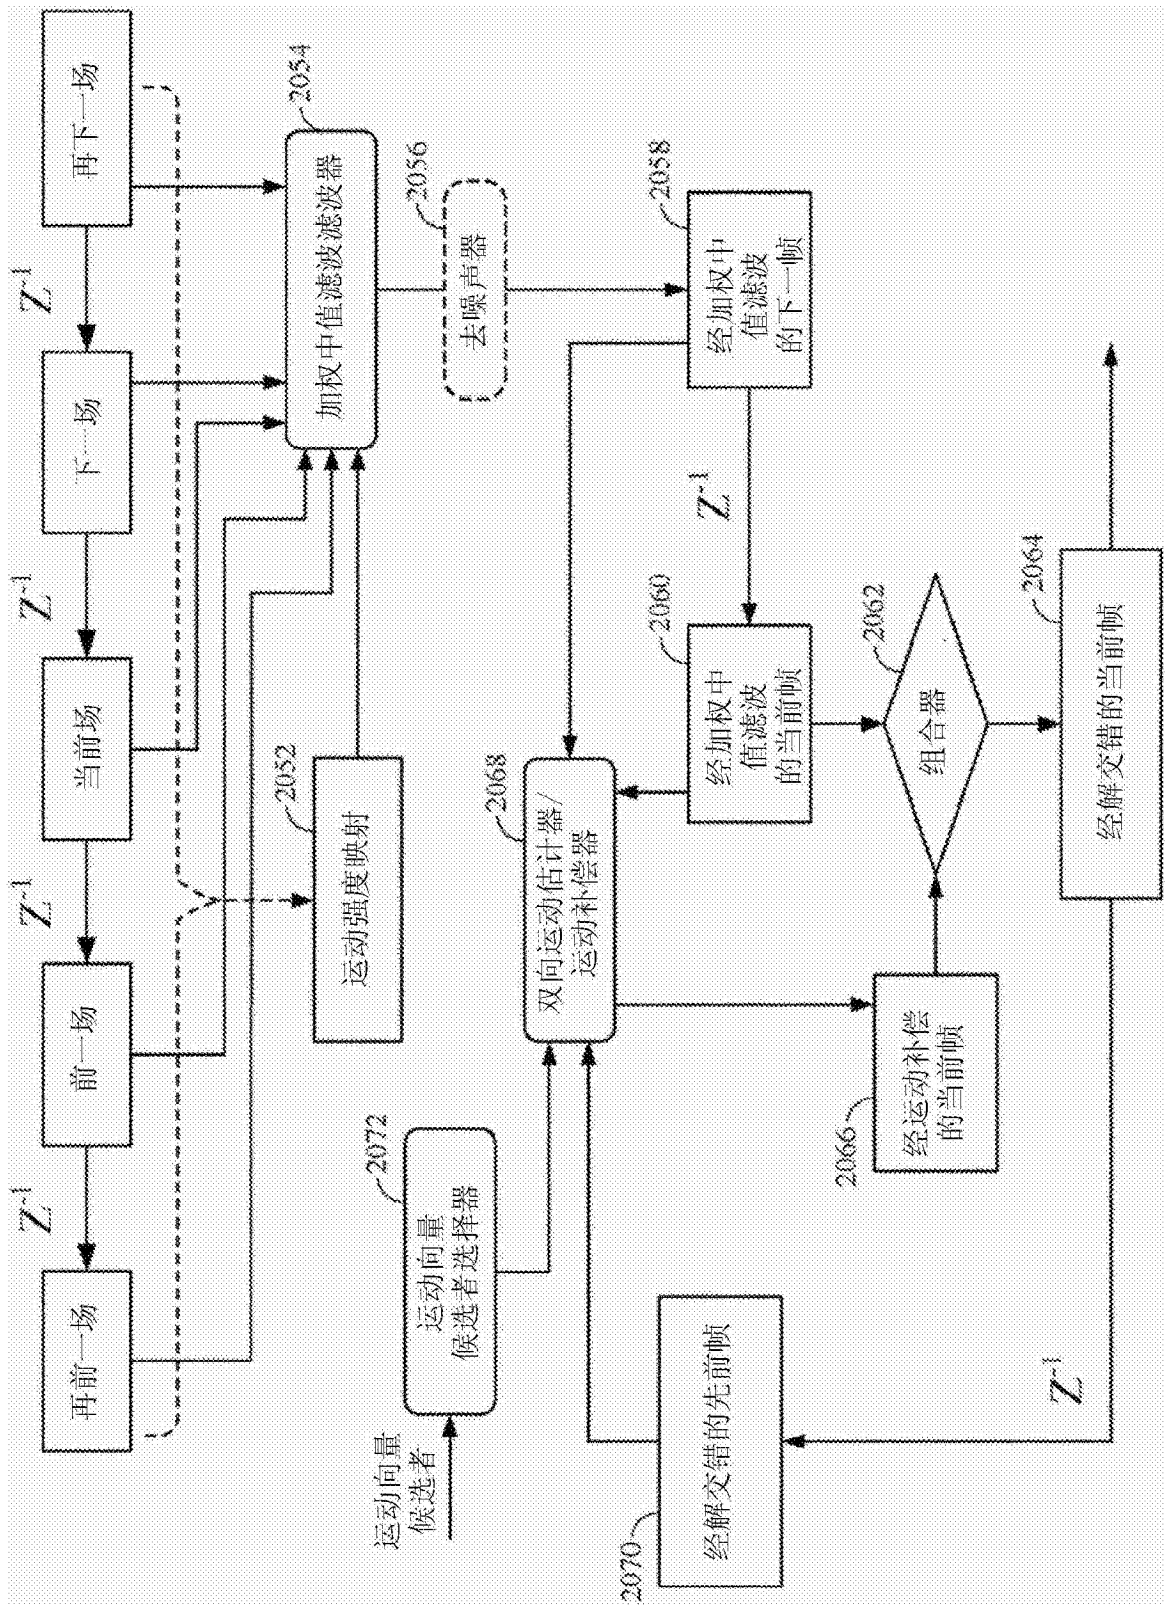 Z⁻¹
Z⁻¹
Z⁻¹
Z⁻¹
再前一场
前一场
当前场
下一场
再下一场
2052
运动强度映射
2054
加权中值滤波滤波器
运动向量
候选者
2072
运动向量
候选者选择器
2056
去噪声器
2068
双向运动估计器/
运动补偿器
2070
经解交错的先前帧
2060
经加权中
值滤波
的当前帧
Z⁻¹
2058
经加权中
值滤波
的下一帧
2066
经运动补偿
的当前帧
2062
组合器
2064
经解交错的当前帧
Z⁻¹